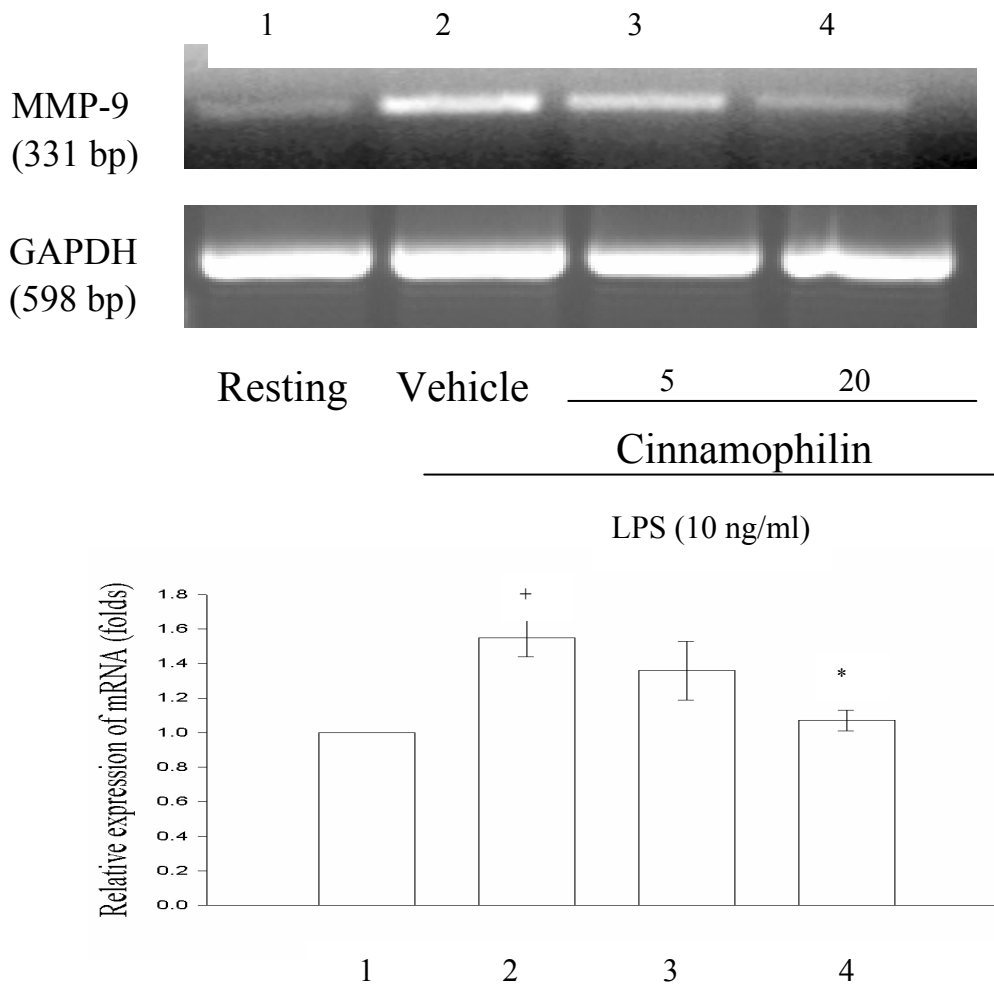 1 2 3 4
MMP-9
(331 bp)
GAPDH
(598 bp)
Resting Vehicle 5 20
Cinnamophilin
LPS (10 ng/ml)
Relative expression of mRNA (folds)
1.8
1.6
1.4
1.2
1.0
0.8
0.6
0.4
0.2
0.0
+
*
1 2 3 4